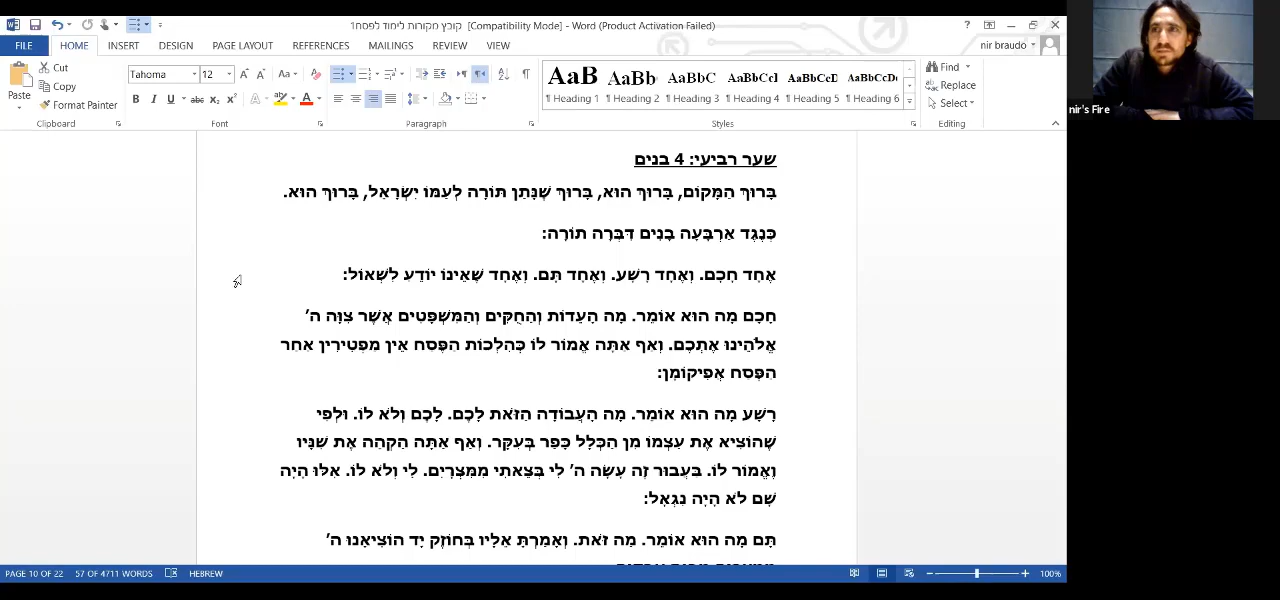 קובץ מקורות לימוד לפסח1 [Compatibility Mode] - Word (Product Activation Failed)
FILE HOME INSERT DESIGN PAGE LAYOUT REFERENCES MAILINGS REVIEW VIEW nir braudo
Paste Cut Copy Format Painter
Clipboard
Tahoma 12
B I U abc X₂ X² A A
Font
Paragraph
AaB AaBb AaBbC AaBbCcI AaBbCcD AaBbCcDc
¶ Heading 1 ¶ Heading 2 ¶ Heading 3 ¶ Heading 4 ¶ Heading 5 ¶ Heading 6
Styles
Find
Replace
Select
Editing
nir's Fire
שער רביעי: 4 בנים
בָּרוּךְ הַמָּקוֹם, בָּרוּךְ הוּא, בָּרוּךְ שֶׁנָּתַן תּוֹרָה לְעַמּוֹ יִשְׂרָאֵל, בָּרוּךְ הוּא.
כְּנֶגֶד אַרְבָּעָה בָנִים דִּבְּרָה תוֹרָה:
אֶחָד חָכָם. וְאֶחָד רָשָׁע. וְאֶחָד תָּם. וְאֶחָד שֶׁאֵינוֹ יוֹדֵעַ לִשְׁאוֹל:
חָכָם מָה הוּא אוֹמֵר. מָה הָעֵדוֹת וְהַחֻקִּים וְהַמִּשְׁפָּטִים אֲשֶׁר צִוָּה ה'
אֱלֹהֵינוּ אֶתְכֶם. וְאַף אַתָּה אֱמוֹר לוֹ כְּהִלְכוֹת הַפֶּסַח אֵין מַפְטִירִין אַחַר
הַפֶּסַח אֲפִיקוֹמָן:
רָשָׁע מָה הוּא אוֹמֵר. מָה הָעֲבוֹדָה הַזֹּאת לָכֶם. לָכֶם וְלֹא לוֹ. וּלְפִי
שֶׁהוֹצִיא אֶת עַצְמוֹ מִן הַכְּלָל כָּפַר בְּעִקָּר. וְאַף אַתָּה הַקְהֵה אֶת שִׁנָּיו
וֶאֱמוֹר לוֹ. בַּעֲבוּר זֶה עָשָׂה ה' לִי בְּצֵאתִי מִמִּצְרָיִם. לִי וְלֹא לוֹ. אִלּוּ הָיָה
שָׁם לֹא הָיָה נִגְאָל:
תָּם מָה הוּא אוֹמֵר. מַה זֹּאת. וְאָמַרְתָּ אֵלָיו בְּחוֹזֶק יָד הוֹצִיאָנוּ ה'
PAGE 10 OF 22 57 OF 4711 WORDS HEBREW 100%